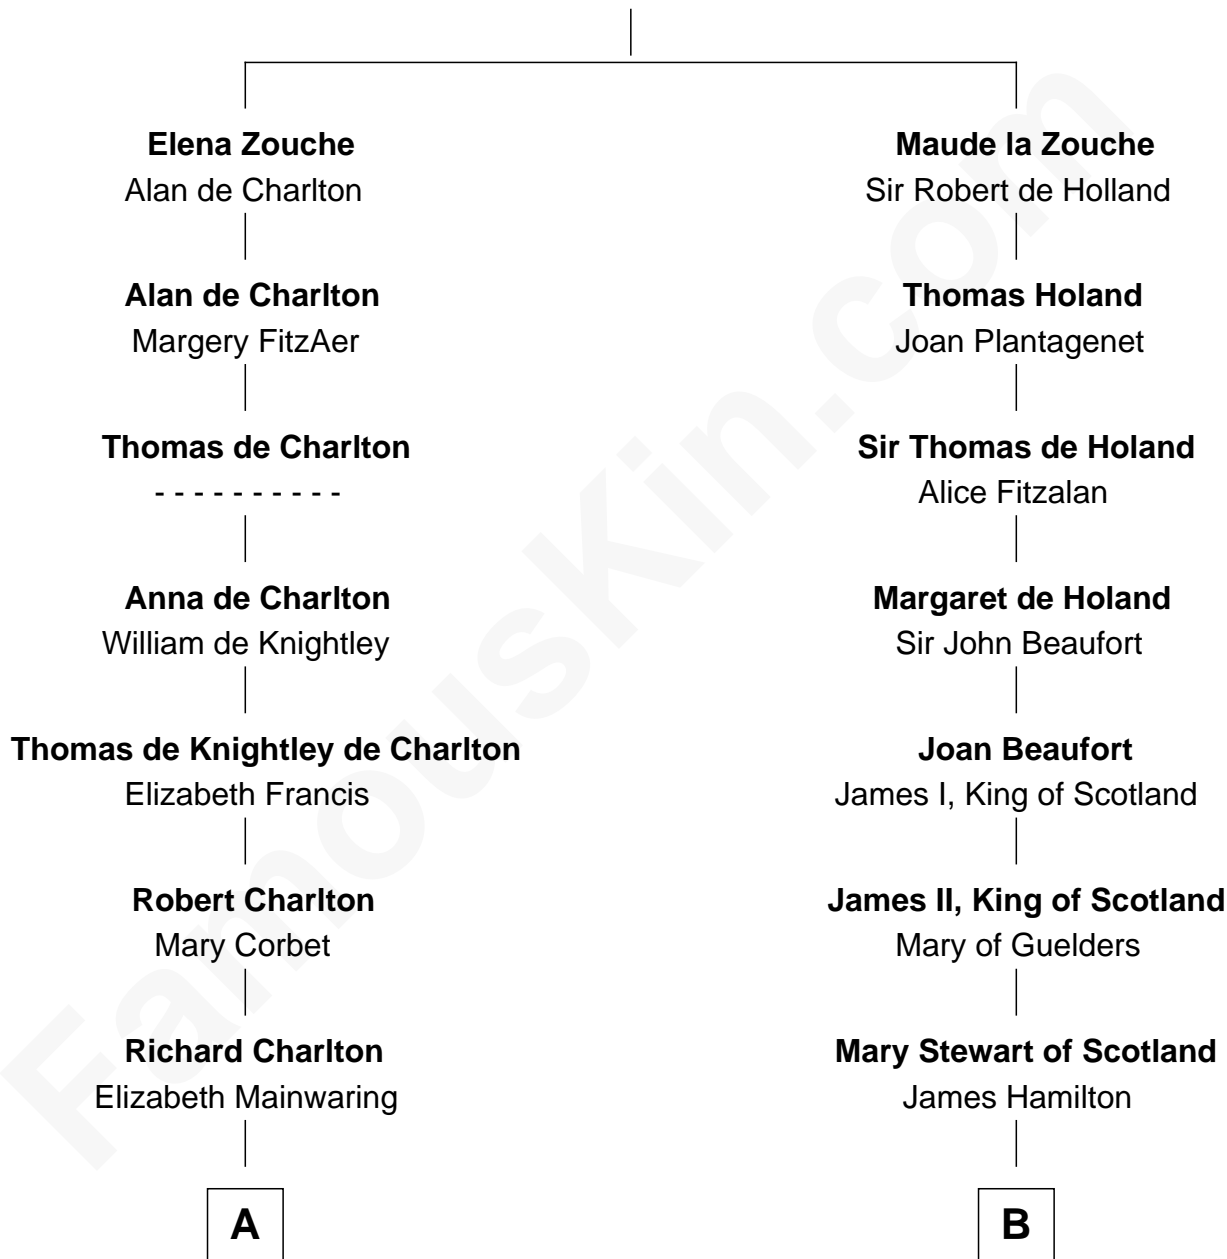 Elena Zouche
Alan de Charlton
Alan de Charlton
Margery FitzAer
Thomas de Charlton
- - - - - - - - - -
Anna de Charlton
William de Knightley
Thomas de Knightley de Charlton
Elizabeth Francis
Robert Charlton
Mary Corbet
Richard Charlton
Elizabeth Mainwaring
A
Maude la Zouche
Sir Robert de Holland
Thomas Holand
Joan Plantagenet
Sir Thomas de Holand
Alice Fitzalan
Margaret de Holand
Sir John Beaufort
Joan Beaufort
James I, King of Scotland
James II, King of Scotland
Mary of Guelders
Mary Stewart of Scotland
James Hamilton
B
FamousKin.com